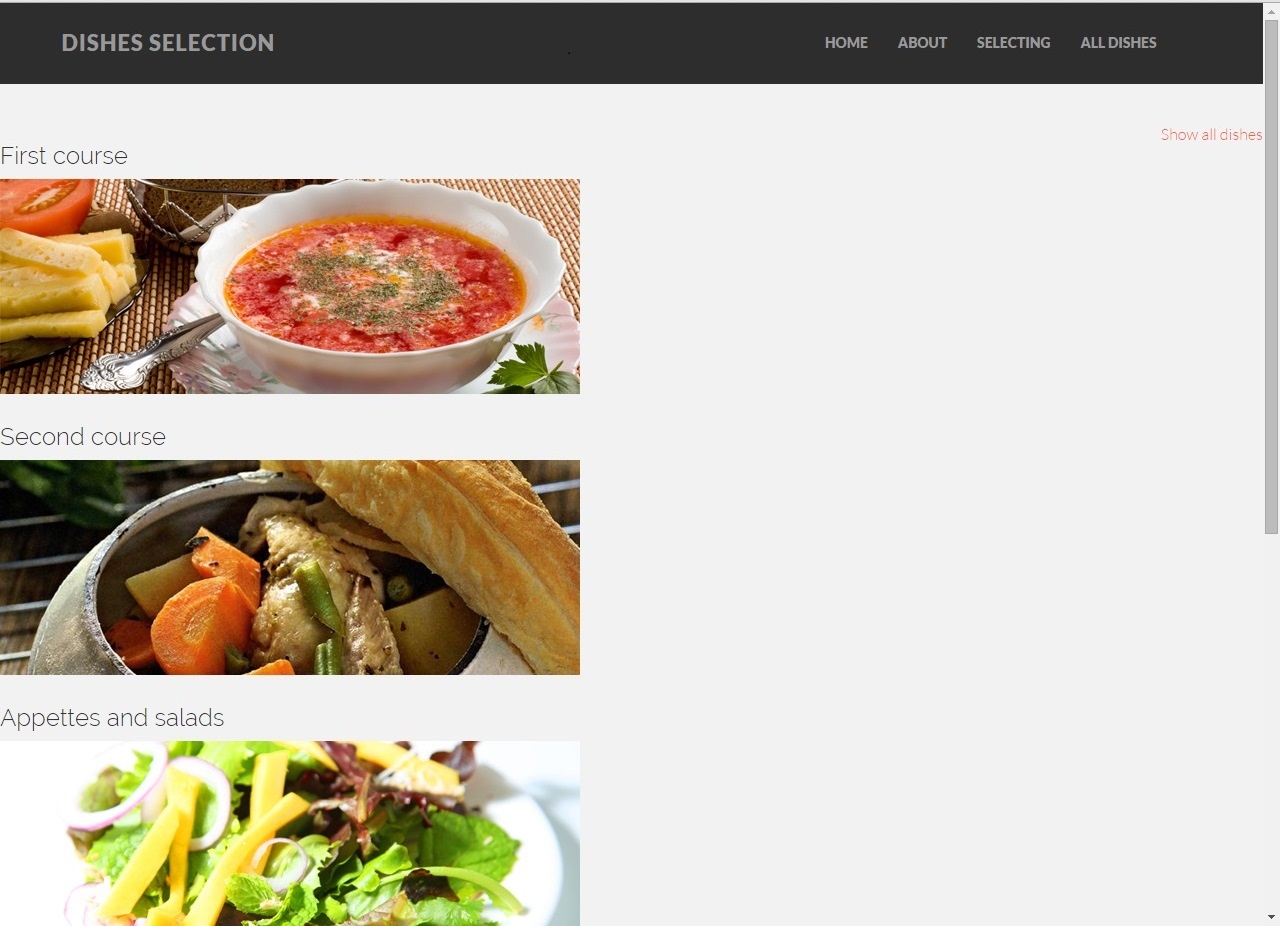 DISHES SELECTION
HOME ABOUT SELECTING ALL DISHES
Show all dishes
First course
Second course
Appettes and salads